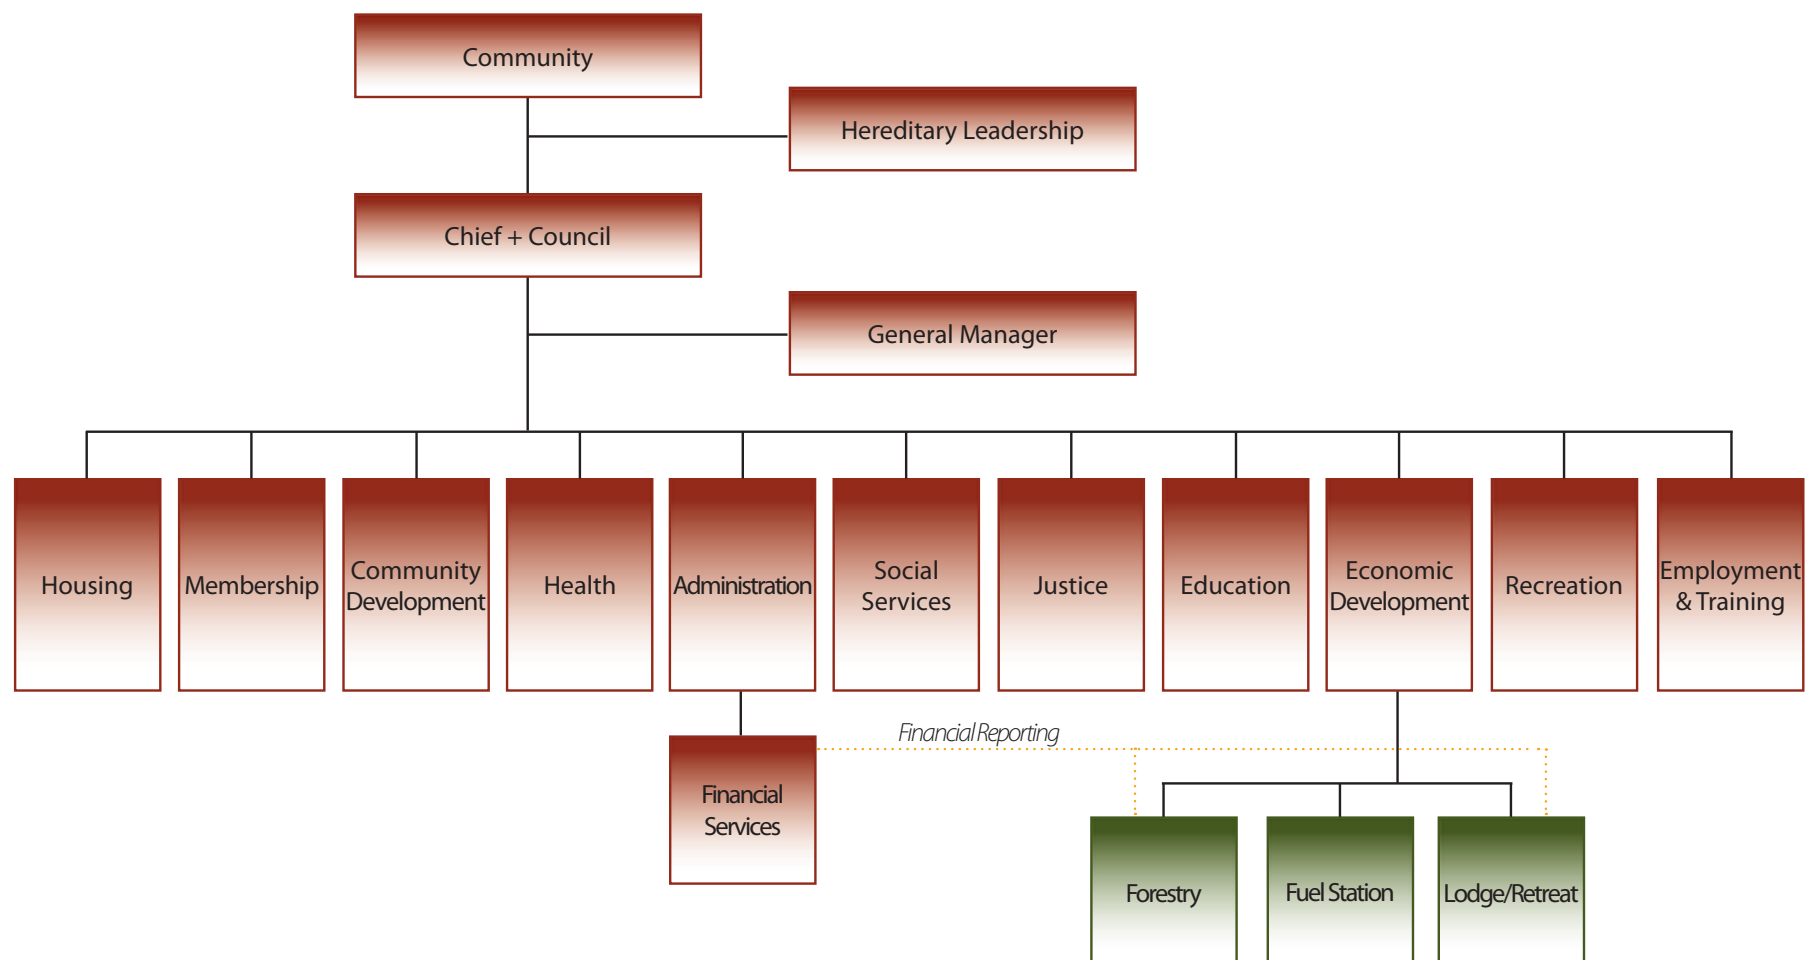 Community
Hereditary Leadership
Chief + Council
General Manager
Housing
Membership
Community
Development
Health
Administration
Social
Services
Justice
Education
Economic
Development
Recreation
Employment
& Training
Financial Reporting
Financial
Services
Forestry
Fuel Station
Lodge/Retreat